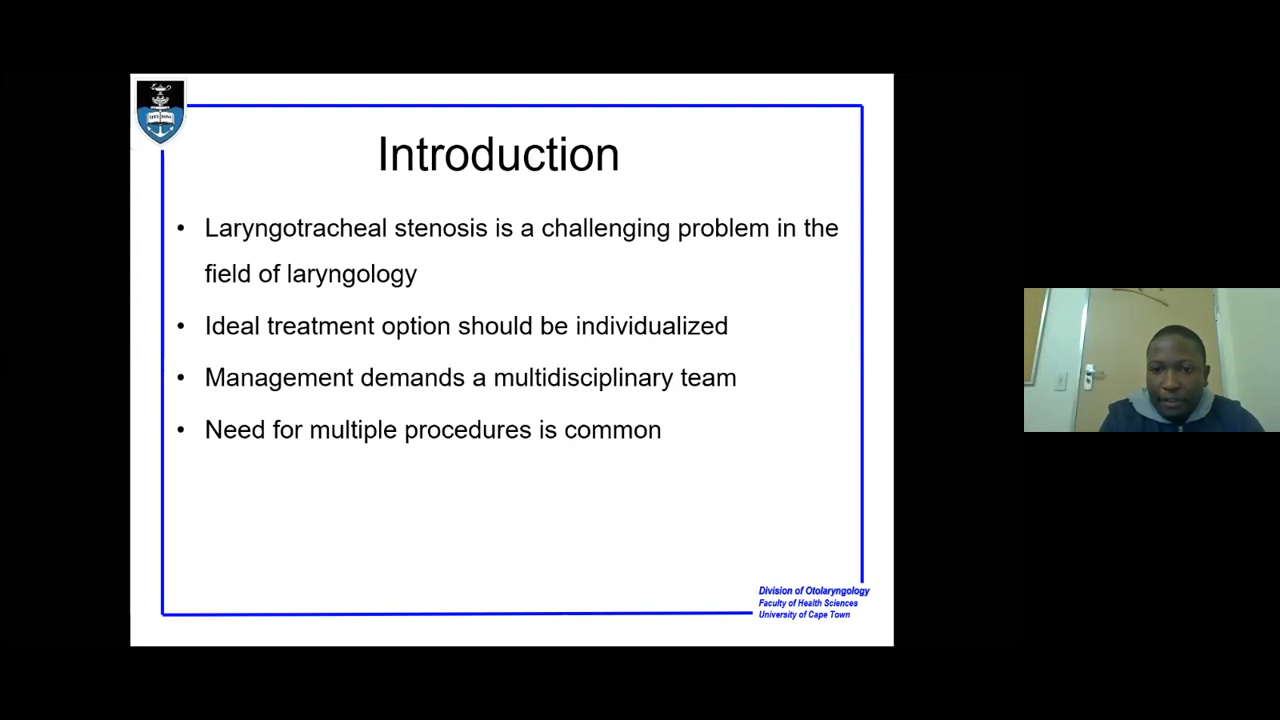 Introduction
• Laryngotracheal stenosis is a challenging problem in the
field of laryngology
• Ideal treatment option should be individualized
• Management demands a multidisciplinary team
• Need for multiple procedures is common
Division of Otolaryngology
Faculty of Health Sciences
University of Cape Town